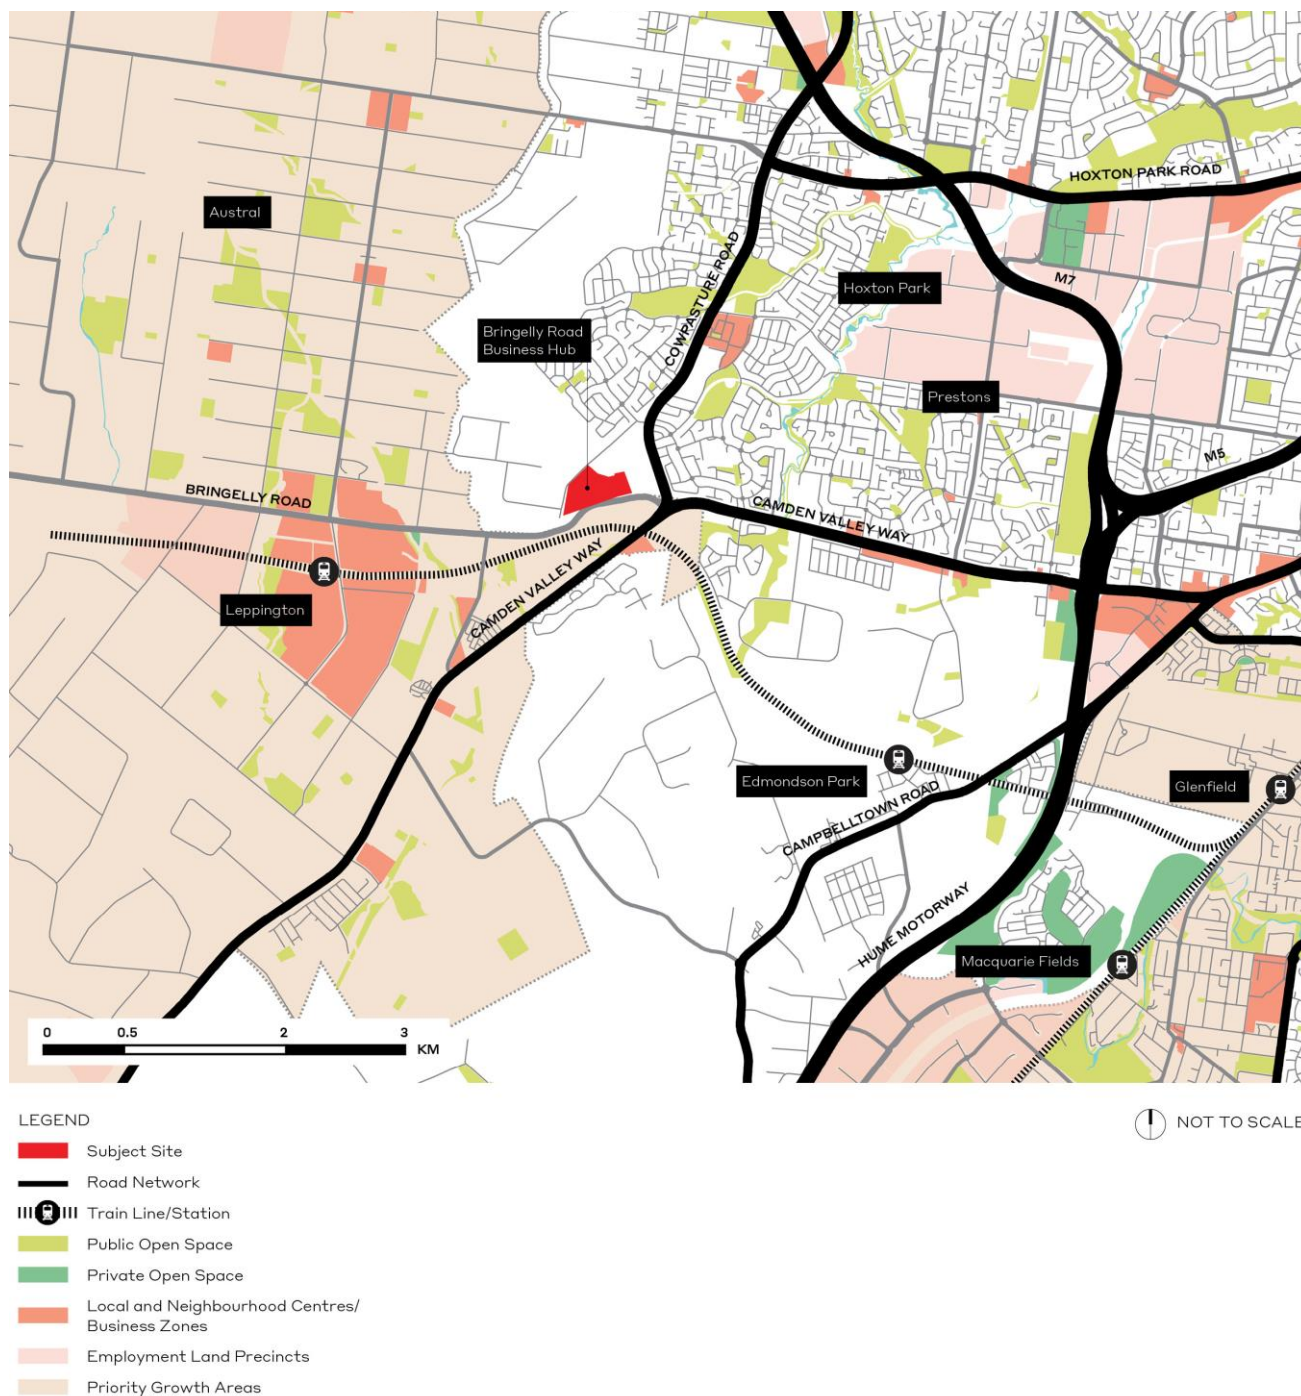 HOXTON PARK ROAD
Austral
COWPASTURE ROAD
M7
Hoxton Park
Bringelly Road
Business Hub
Prestons
M5
BRINGELLY ROAD
CAMDEN VALLEY WAY
CAMDEN VALLEY WAY
Leppington
Edmondson Park
Glenfield
CAMPBELLTOWN ROAD
HUME MOTORWAY
Macquarie Fields
0 0.5 2 3
KM
LEGEND
NOT TO SCALE
Subject Site
Road Network
Train Line/Station
Public Open Space
Private Open Space
Local and Neighbourhood Centres/
Business Zones
Employment Land Precincts
Priority Growth Areas